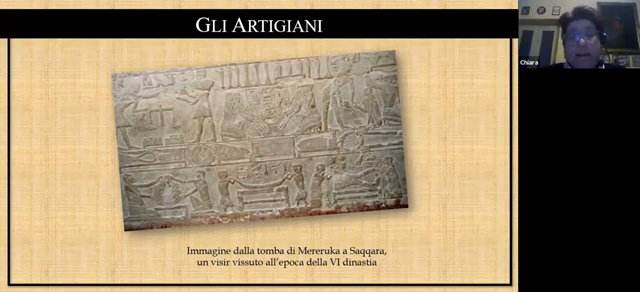 GLI ARTIGIANI
Chiara
Immagine dalla tomba di Mereruka a Saqqara,
un visir vissuto all'epoca della VI dinastia